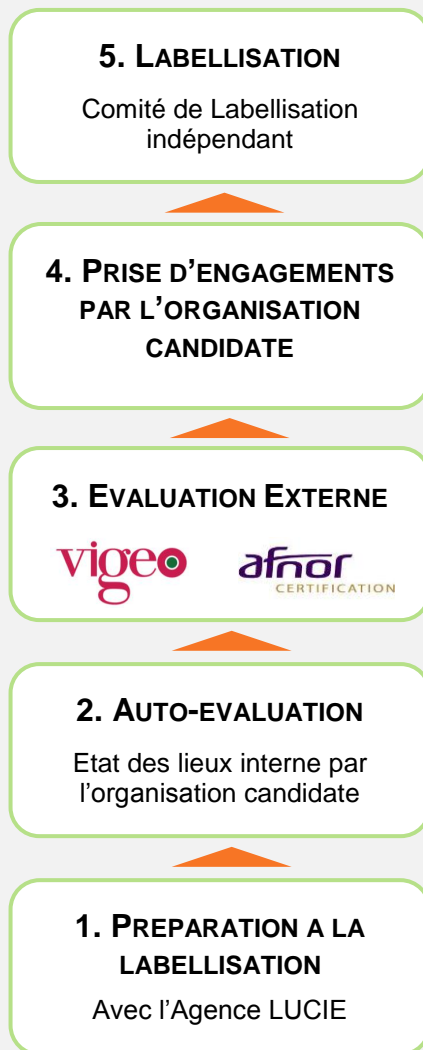 5. LABELLISATION
Comité de Labellisation
indépendant
4. PRISE D’ENGAGEMENTS
PAR L’ORGANISATION
CANDIDATE
3. EVALUATION EXTERNE
vigeo
afnor
CERTIFICATION
2. AUTO-EVALUATION
Etat des lieux interne par
l’organisation candidate
1. PREPARATION A LA
LABELLISATION
Avec l’Agence LUCIE